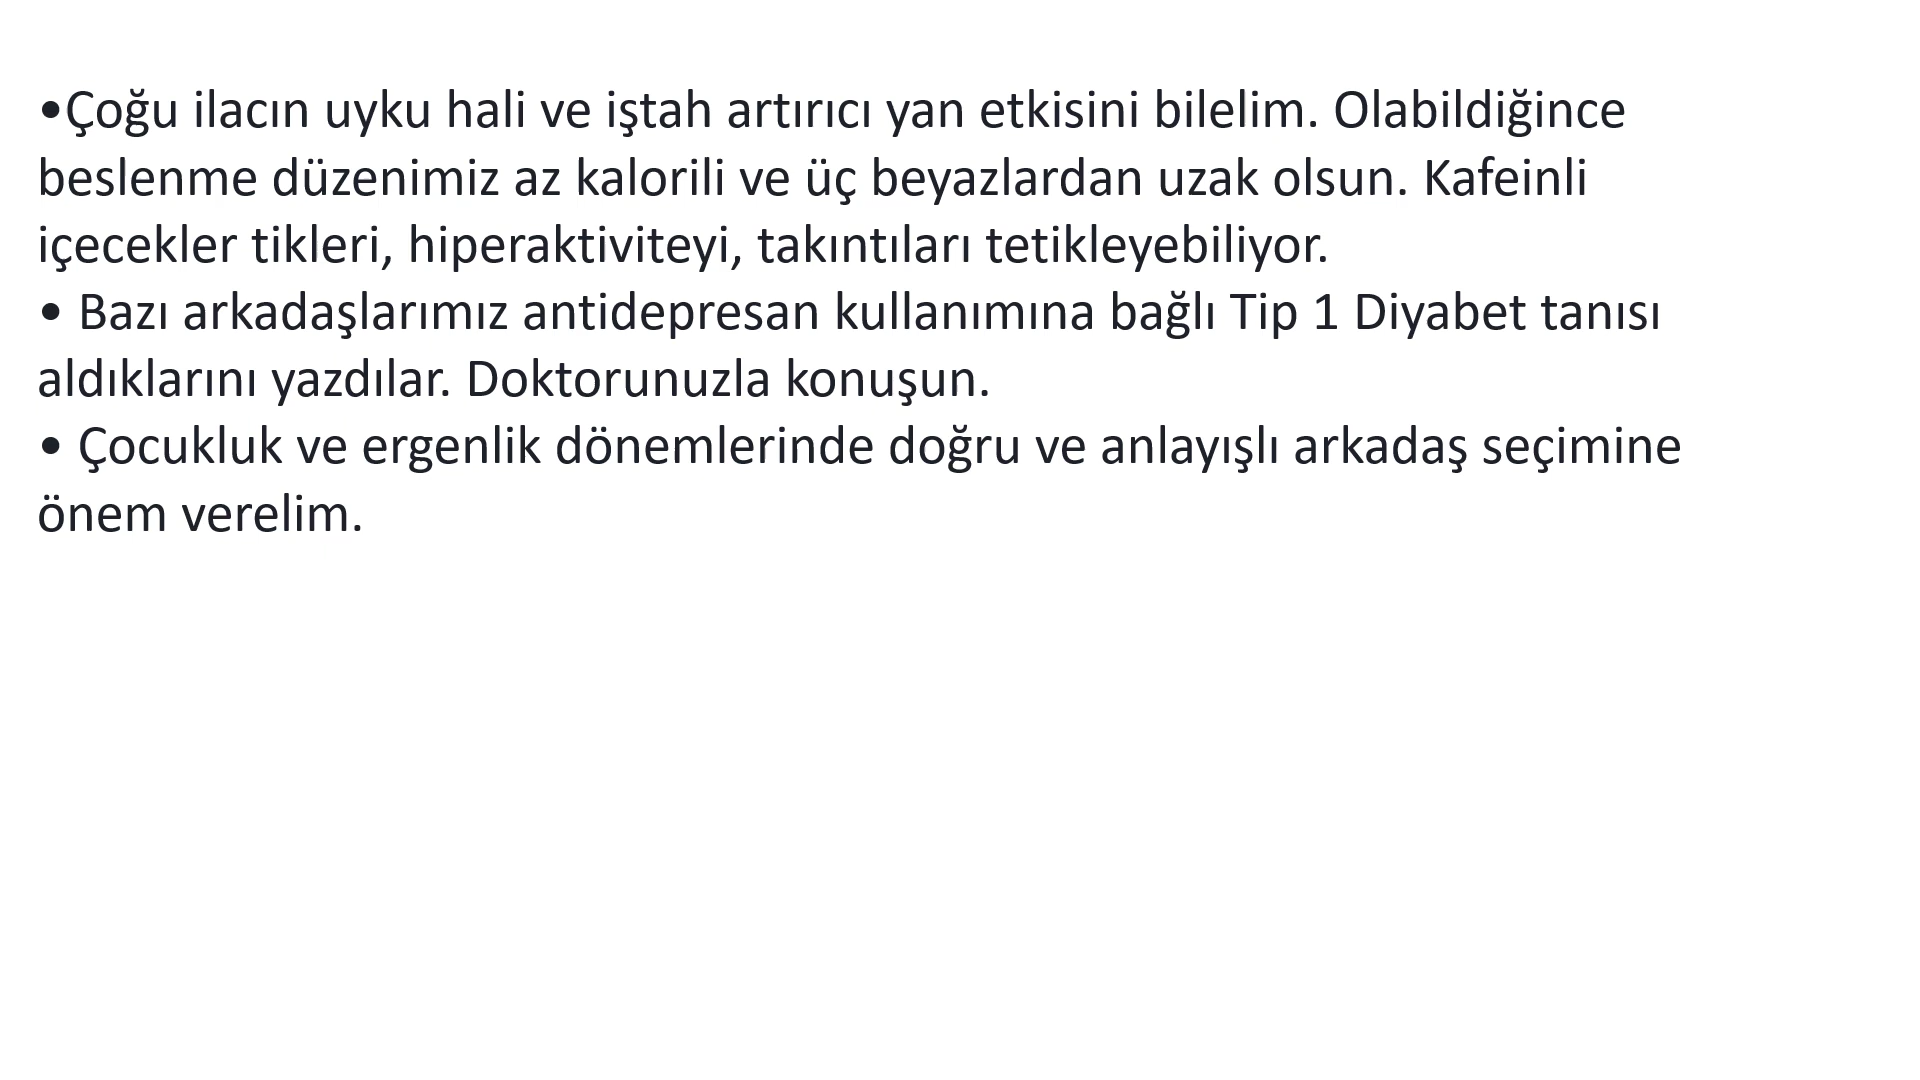 •Çoğu ilacın uyku hali ve iştah artırıcı yan etkisini bilelim. Olabildiğince
beslenme düzenimiz az kalorili ve üç beyazlardan uzak olsun. Kafeinli
içecekler tikleri, hiperaktiviteyi, takıntıları tetikleyebiliyor.
• Bazı arkadaşlarımız antidepresan kullanımına bağlı Tip 1 Diyabet tanısı
aldıklarını yazdılar. Doktorunuzla konuşun.
• Çocukluk ve ergenlik dönemlerinde doğru ve anlayışlı arkadaş seçimine
önem verelim.